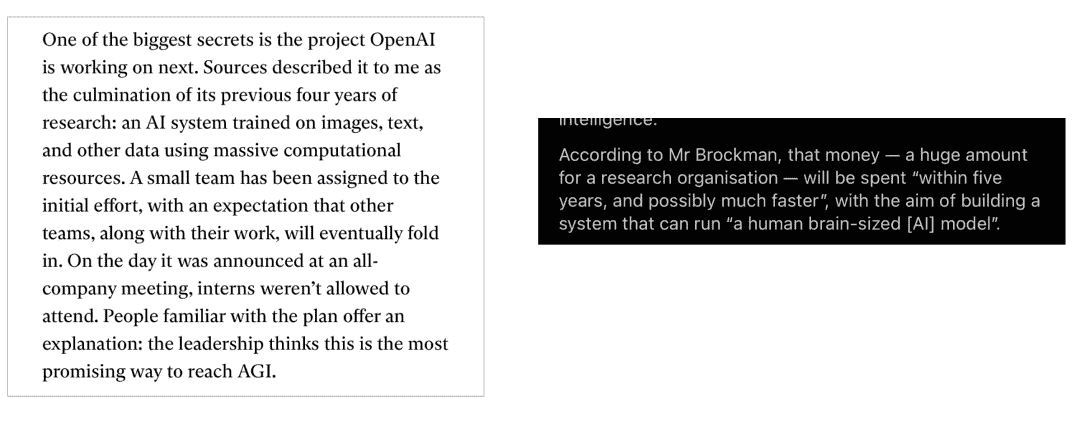 One of the biggest secrets is the project OpenAI
is working on next. Sources described it to me as
the culmination of its previous four years of
research: an AI system trained on images, text,
and other data using massive computational
resources. A small team has been assigned to the
initial effort, with an expectation that other
teams, along with their work, will eventually fold
in. On the day it was announced at an all-
company meeting, interns weren’t allowed to
attend. People familiar with the plan offer an
explanation: the leadership thinks this is the most
promising way to reach AGI.
intelligence.
According to Mr Brockman, that money — a huge amount
for a research organisation — will be spent “within five
years, and possibly much faster”, with the aim of building a
system that can run “a human brain-sized [AI] model”.